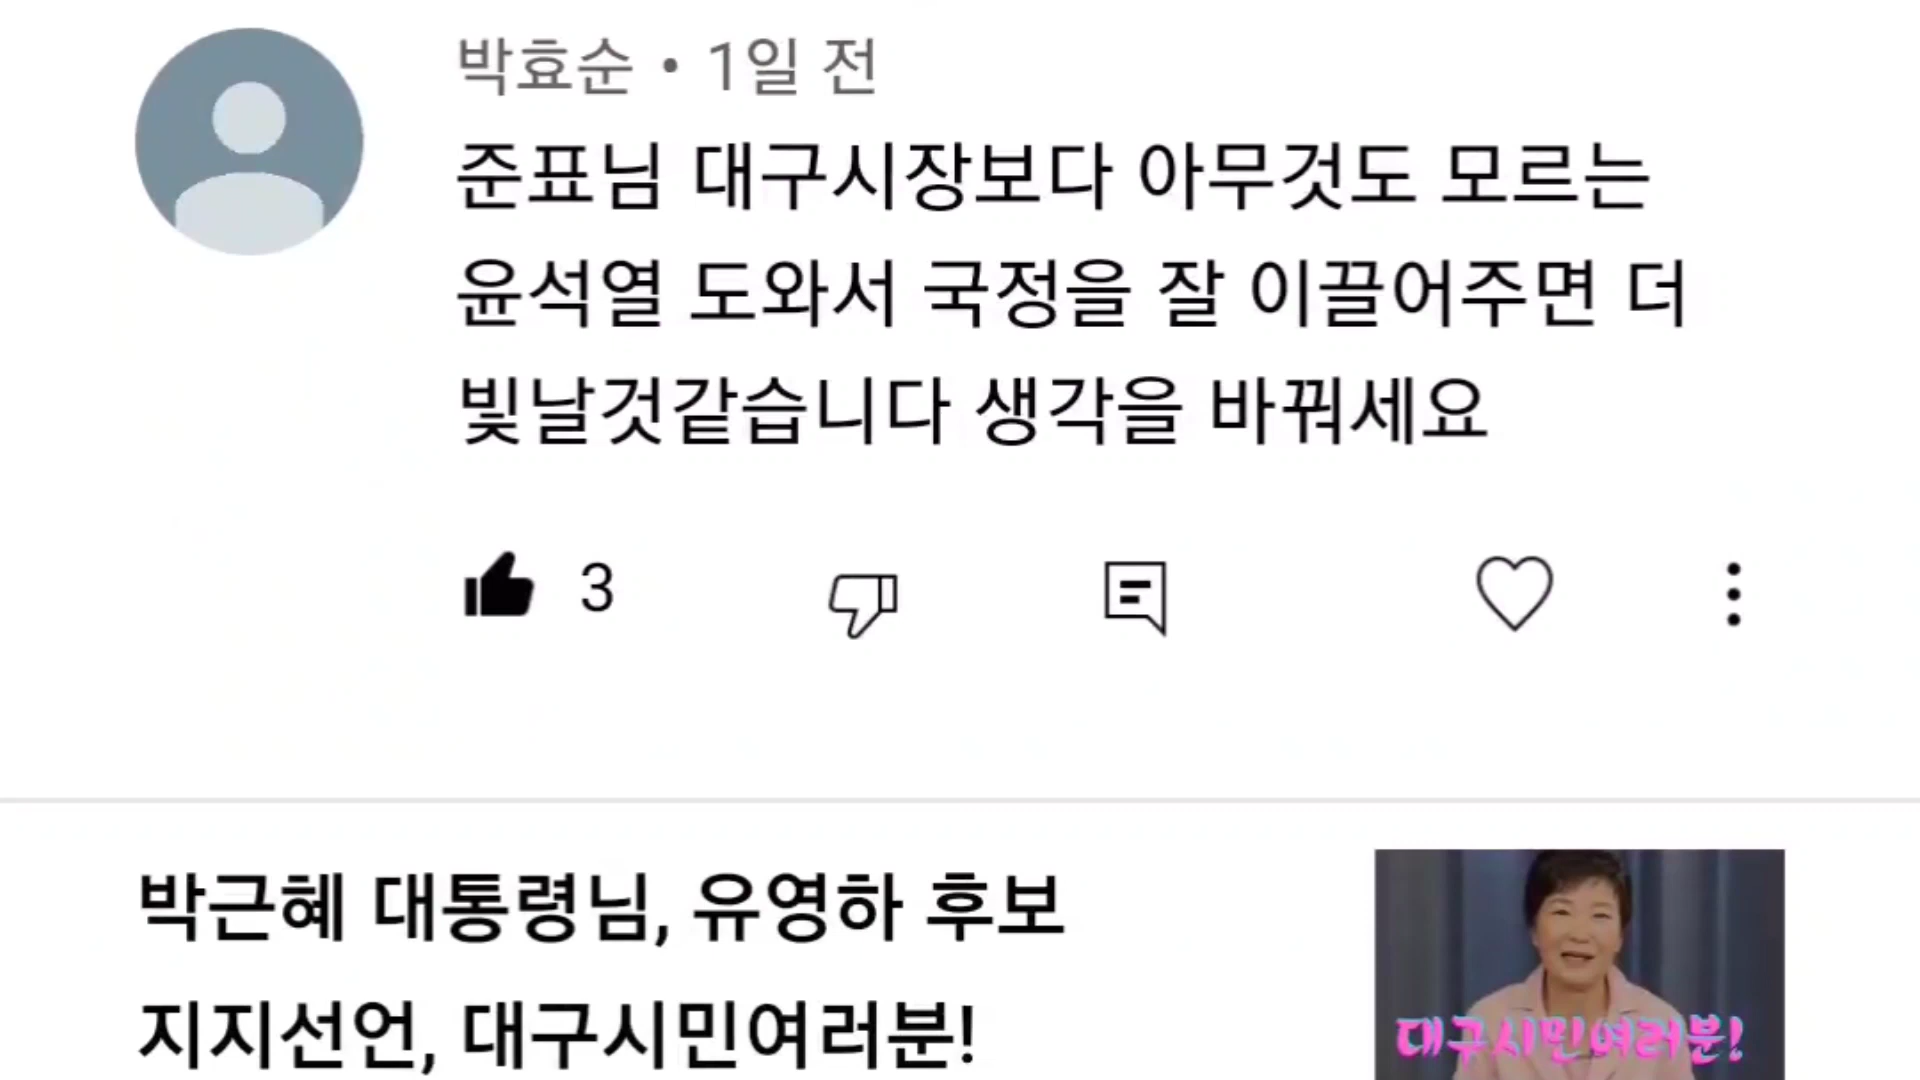 박효순 • 1일 전
준표님 대구시장보다 아무것도 모르는
윤석열 도와서 국정을 잘 이끌어주면 더
빛날것같습니다 생각을 바꿔세요
3
박근혜 대통령님, 유영하 후보
지지선언, 대구시민여러분!
대구시민여러분!